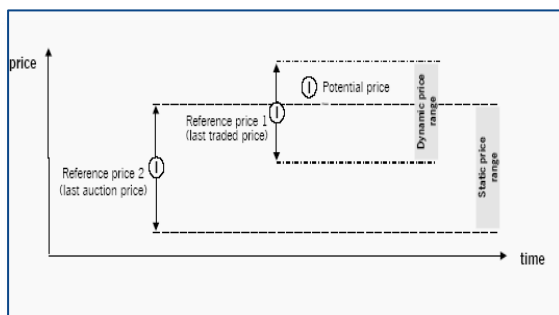 price
Potential price
Reference price 1
(last traded price)
Dynamic price
range
Reference price 2
(last auction price)
Static price
range
time